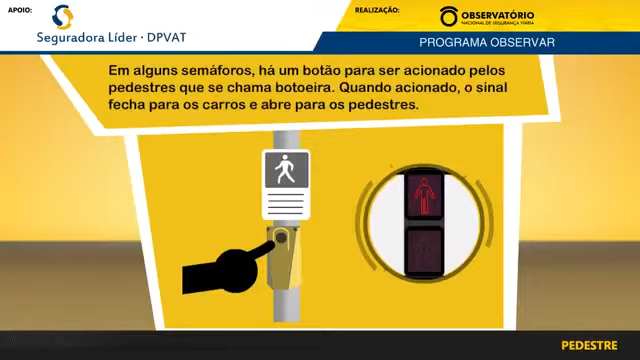 APOIO:
Seguradora Líder · DPVAT
REALIZAÇÃO:
OBSERVATÓRIO
NACIONAL DE SEGURANÇA VIÁRIA
PROGRAMA OBSERVAR
Em alguns semáforos, há um botão para ser acionado pelos
pedestres que se chama botoeira. Quando acionado, o sinal
fecha para os carros e abre para os pedestres.
PEDESTRE